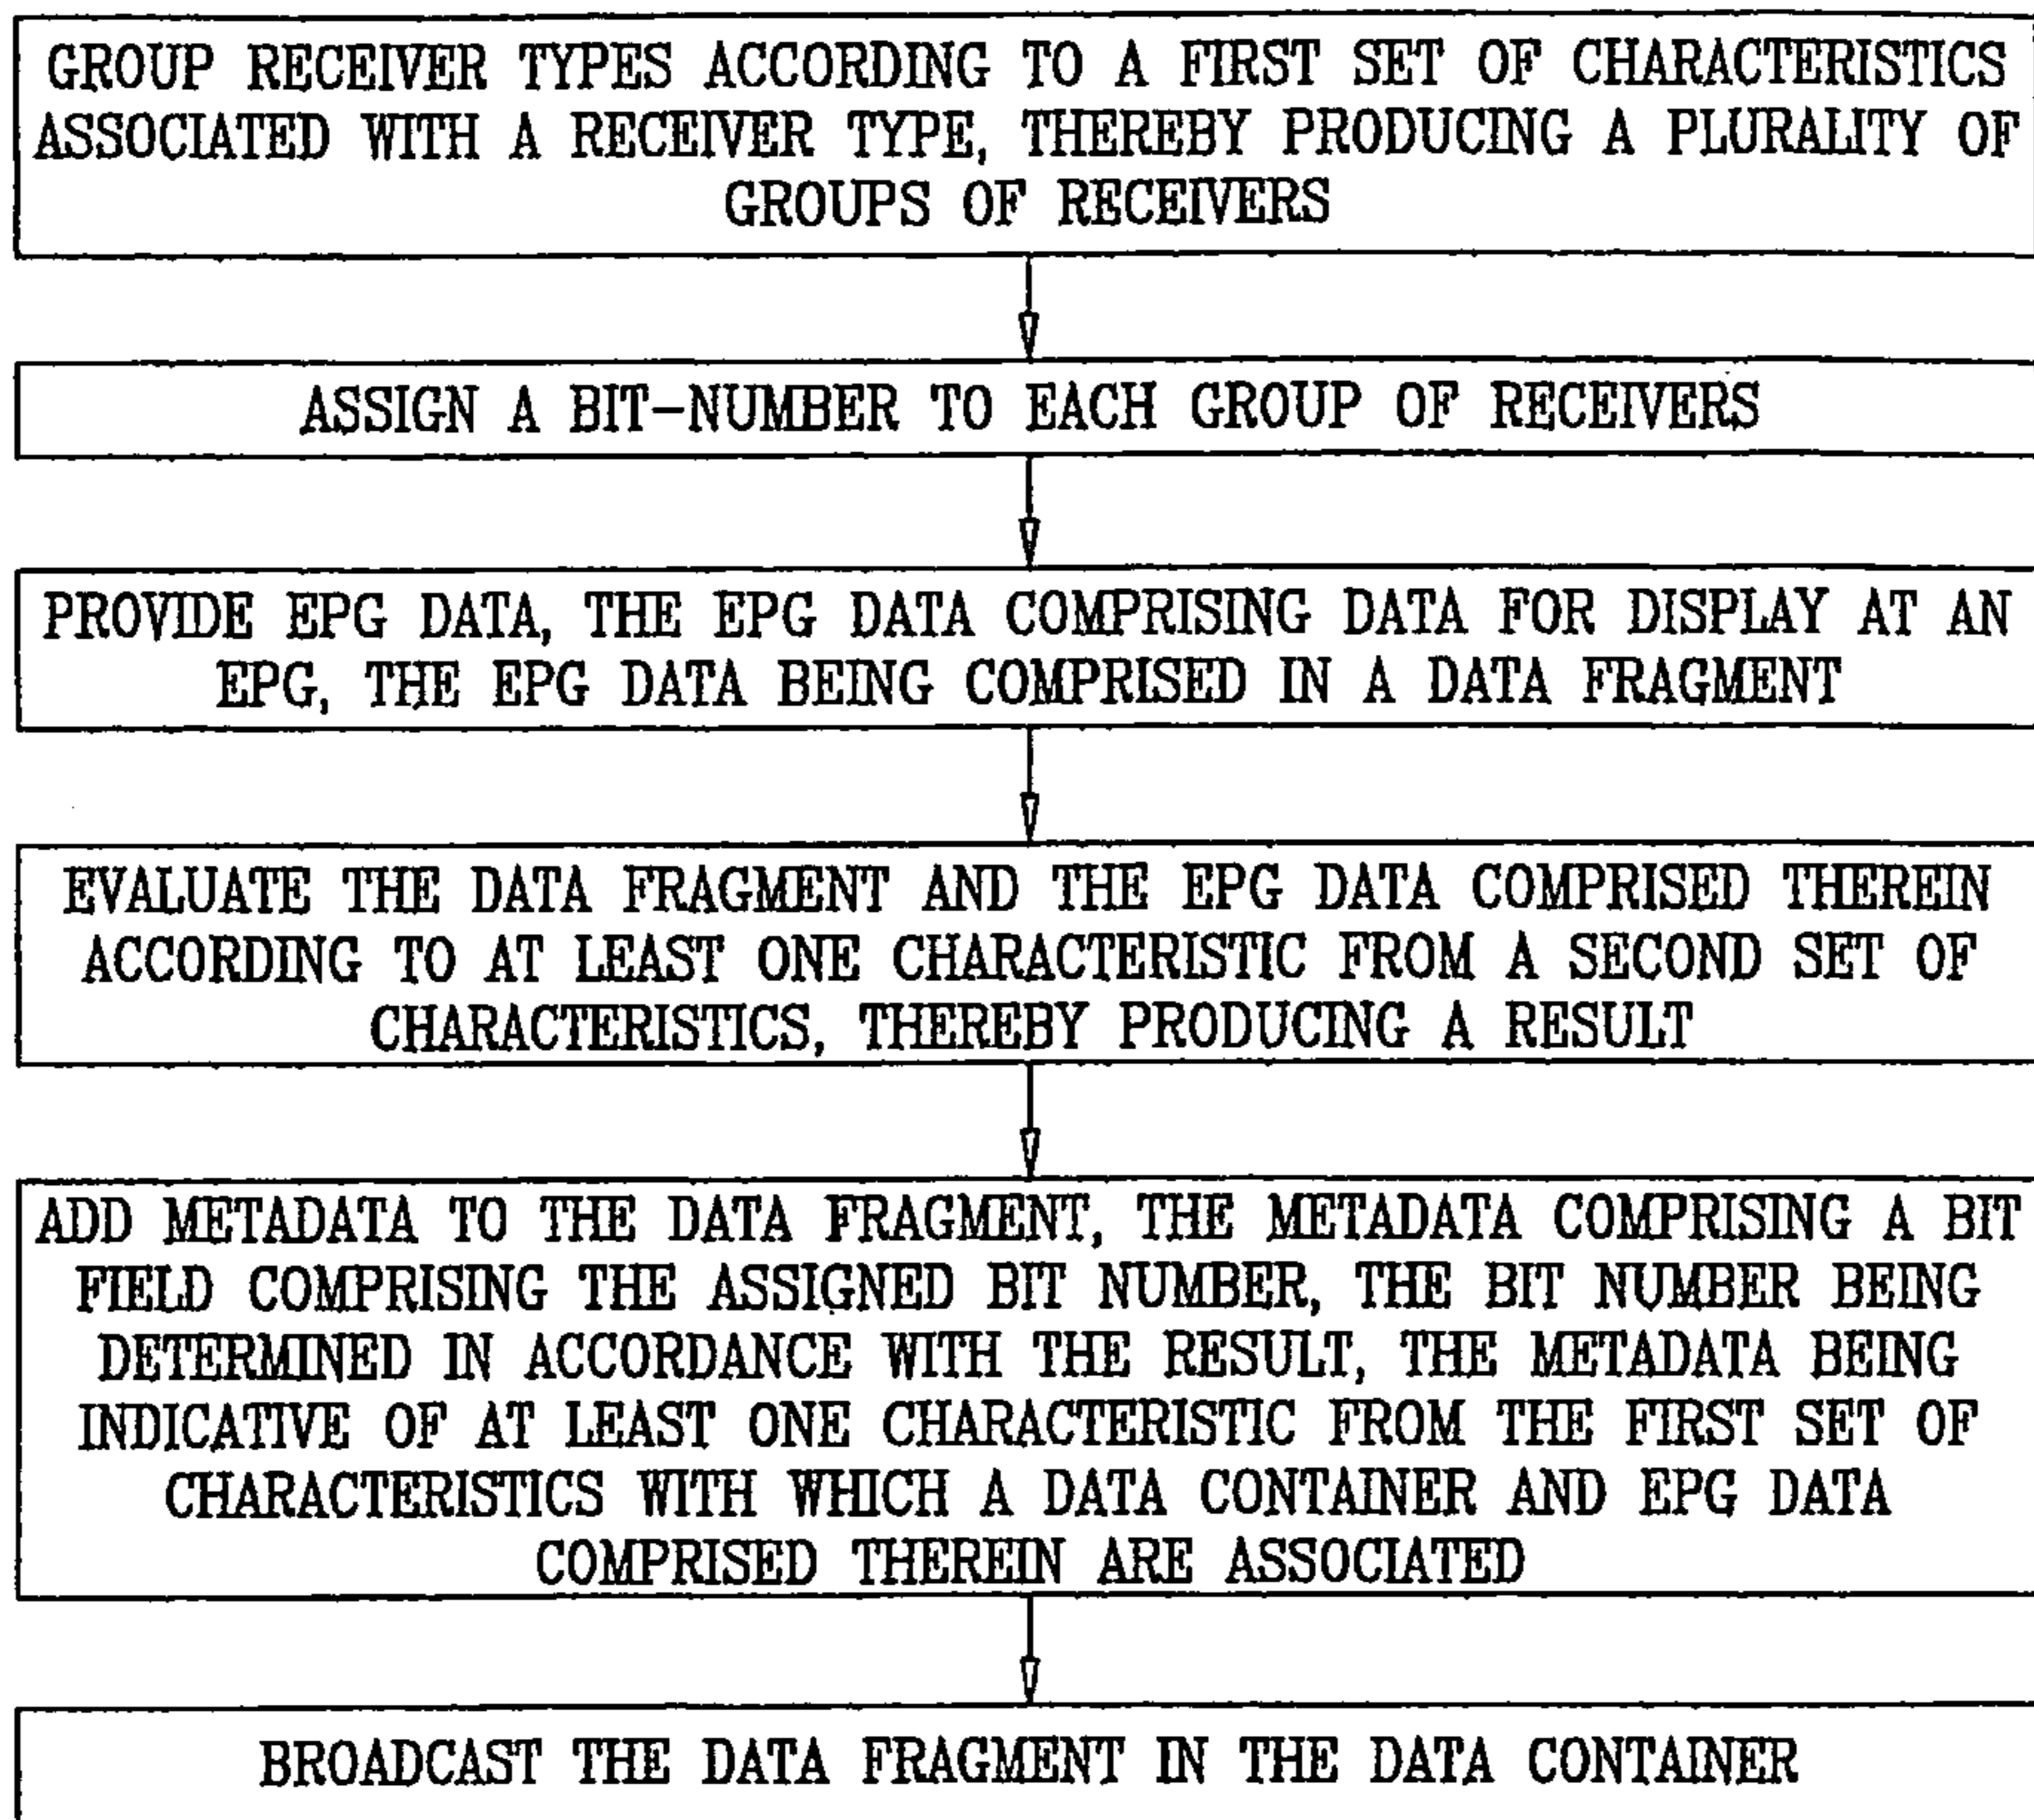 GROUP RECEIVER TYPES ACCORDING TO A FIRST SET OF CHARACTERISTICS
ASSOCIATED WITH A RECEIVER TYPE, THEREBY PRODUCING A PLURALITY OF
GROUPS OF RECEIVERS
ASSIGN A BIT-NUMBER TO EACH GROUP OF RECEIVERS
PROVIDE EPG DATA, THE EPG DATA COMPRISING DATA FOR DISPLAY AT AN
EPG, THE EPG DATA BEING COMPRISED IN A DATA FRAGMENT
EVALUATE THE DATA FRAGMENT AND THE EPG DATA COMPRISED THEREIN
ACCORDING TO AT LEAST ONE CHARACTERISTIC FROM A SECOND SET OF
CHARACTERISTICS, THEREBY PRODUCING A RESULT
ADD METADATA TO THE DATA FRAGMENT, THE METADATA COMPRISING A BIT
FIELD COMPRISING THE ASSIGNED BIT NUMBER, THE BIT NUMBER BEING
DETERMINED IN ACCORDANCE WITH THE RESULT, THE METADATA BEING
INDICATIVE OF AT LEAST ONE CHARACTERISTIC FROM THE FIRST SET OF
CHARACTERISTICS WITH WHICH A DATA CONTAINER AND EPG DATA
COMPRISED THEREIN ARE ASSOCIATED
BROADCAST THE DATA FRAGMENT IN THE DATA CONTAINER